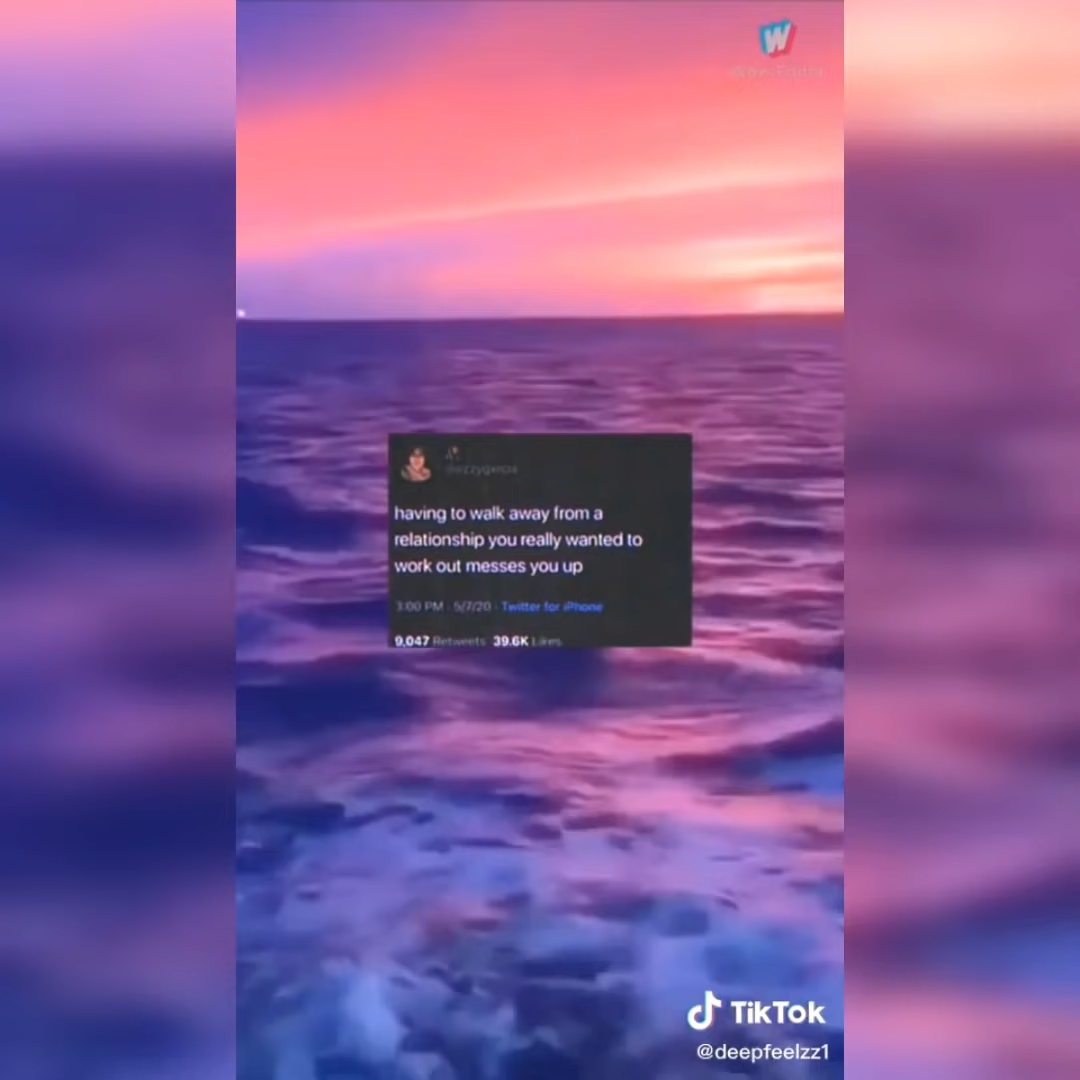 W
having to walk away from a
relationship you really wanted to
work out messes you up
3:00 PM · 5/7/20 · Twitter for iPhone
9,047 Retweets 39.6K Likes
TikTok
@deepfeelzz1